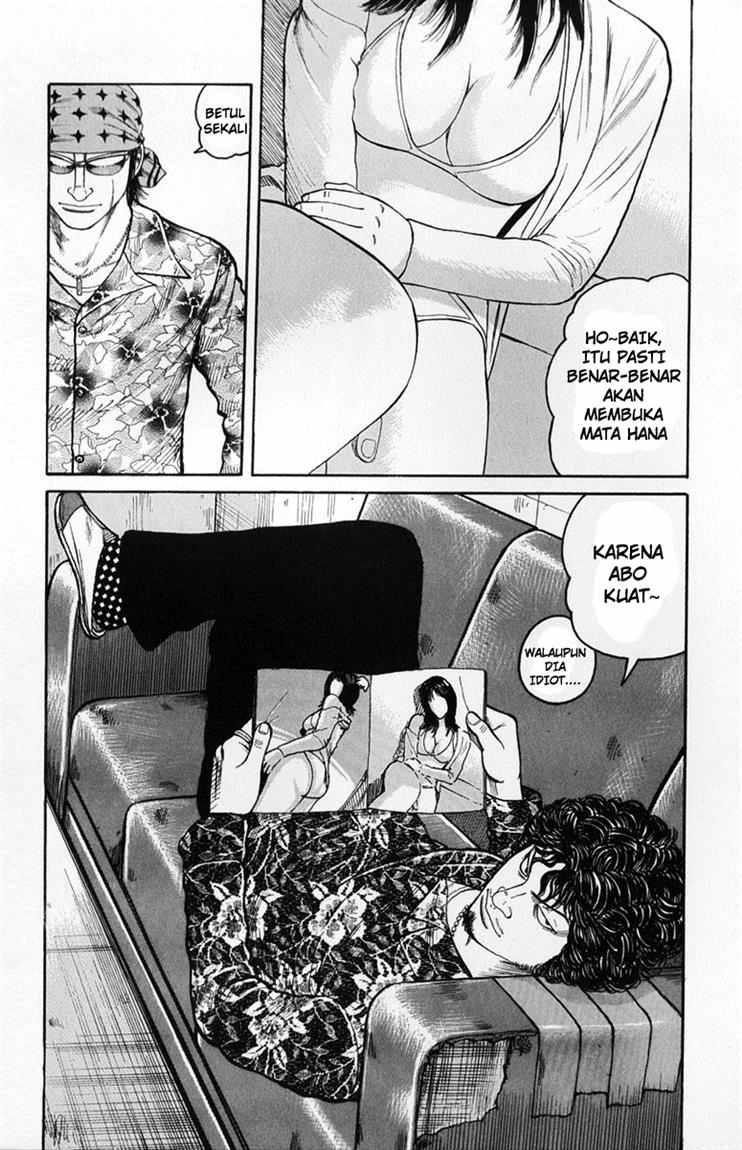 HO~BAIK,
ITU PASTI
BENAR-BENAR
AKAN
MEMBUKA
MATA HANA
BETUL
SEKALI
KARENA
ABO
KUAT~
WALAUPUN
DIA
IDIOT....